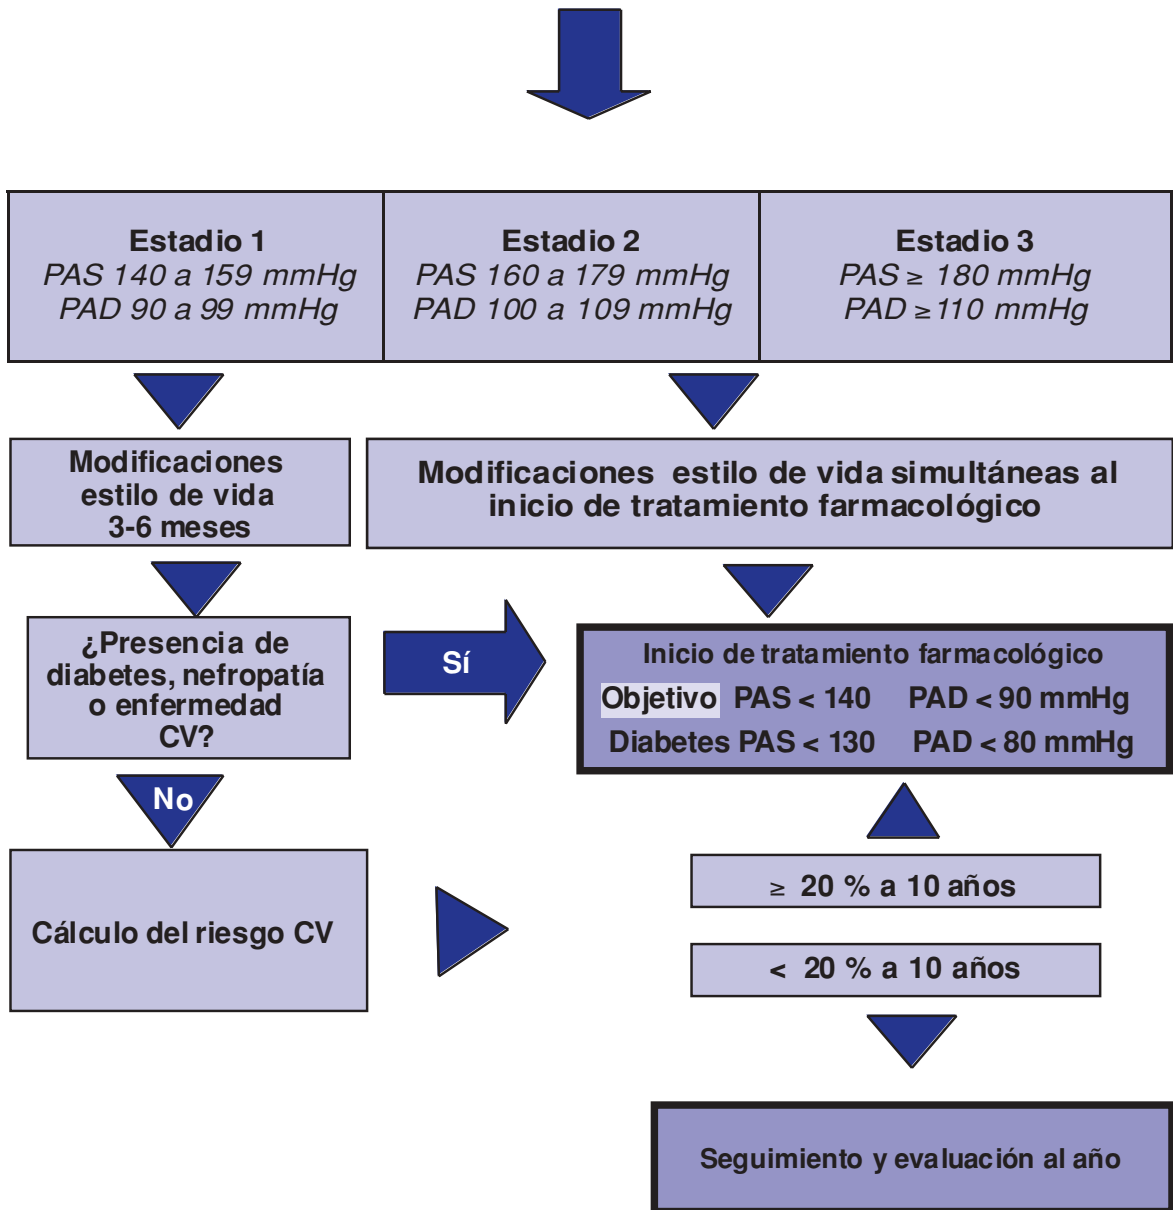 Estadio 1
PAS 140 a 159 mmHg
PAD 90 a 99 mmHg
Estadio 2
PAS 160 a 179 mmHg
PAD 100 a 109 mmHg
Estadio 3
PAS ≥ 180 mmHg
PAD ≥110 mmHg
Modificaciones
estilo de vida
3-6 meses
Modificaciones estilo de vida simultáneas al
inicio de tratamiento farmacológico
¿Presencia de
diabetes, nefropatía
o enfermedad
CV?
Sí
Inicio de tratamiento farmacológico
Objetivo PAS < 140 PAD < 90 mmHg
Diabetes PAS < 130 PAD < 80 mmHg
No
Cálculo del riesgo CV
≥ 20 % a 10 años
< 20 % a 10 años
Seguimiento y evaluación al año